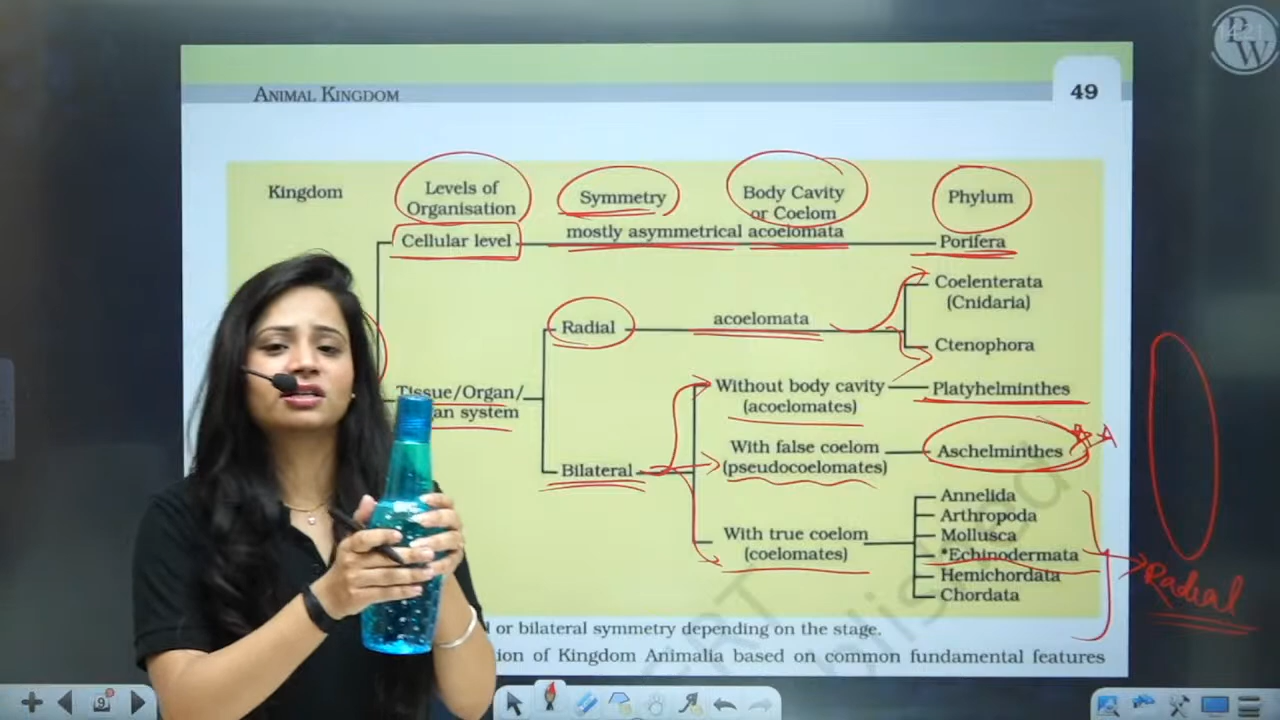 PW
1421
ANIMAL KINGDOM
49
Kingdom
Levels of
Organisation
Symmetry
Body Cavity
or Coelom
Phylum
Cellular level
mostly asymmetrical acoelomata
Porifera
Coelenterata
(Cnidaria)
Radial
acoelomata
Ctenophora
Tissue/Organ/
an system
Without body cavity
(acoelomates)
Platyhelminthes
With false coelom
(pseudocoelomates)
Aschelminthes
Bilateral
Annelida
Arthropoda
With true coelom
(coelomates)
Mollusca
*Echinodermata
Hemichordata
Chordata
Radial
l or bilateral symmetry depending on the stage.
ion of Kingdom Animalia based on common fundamental features
9